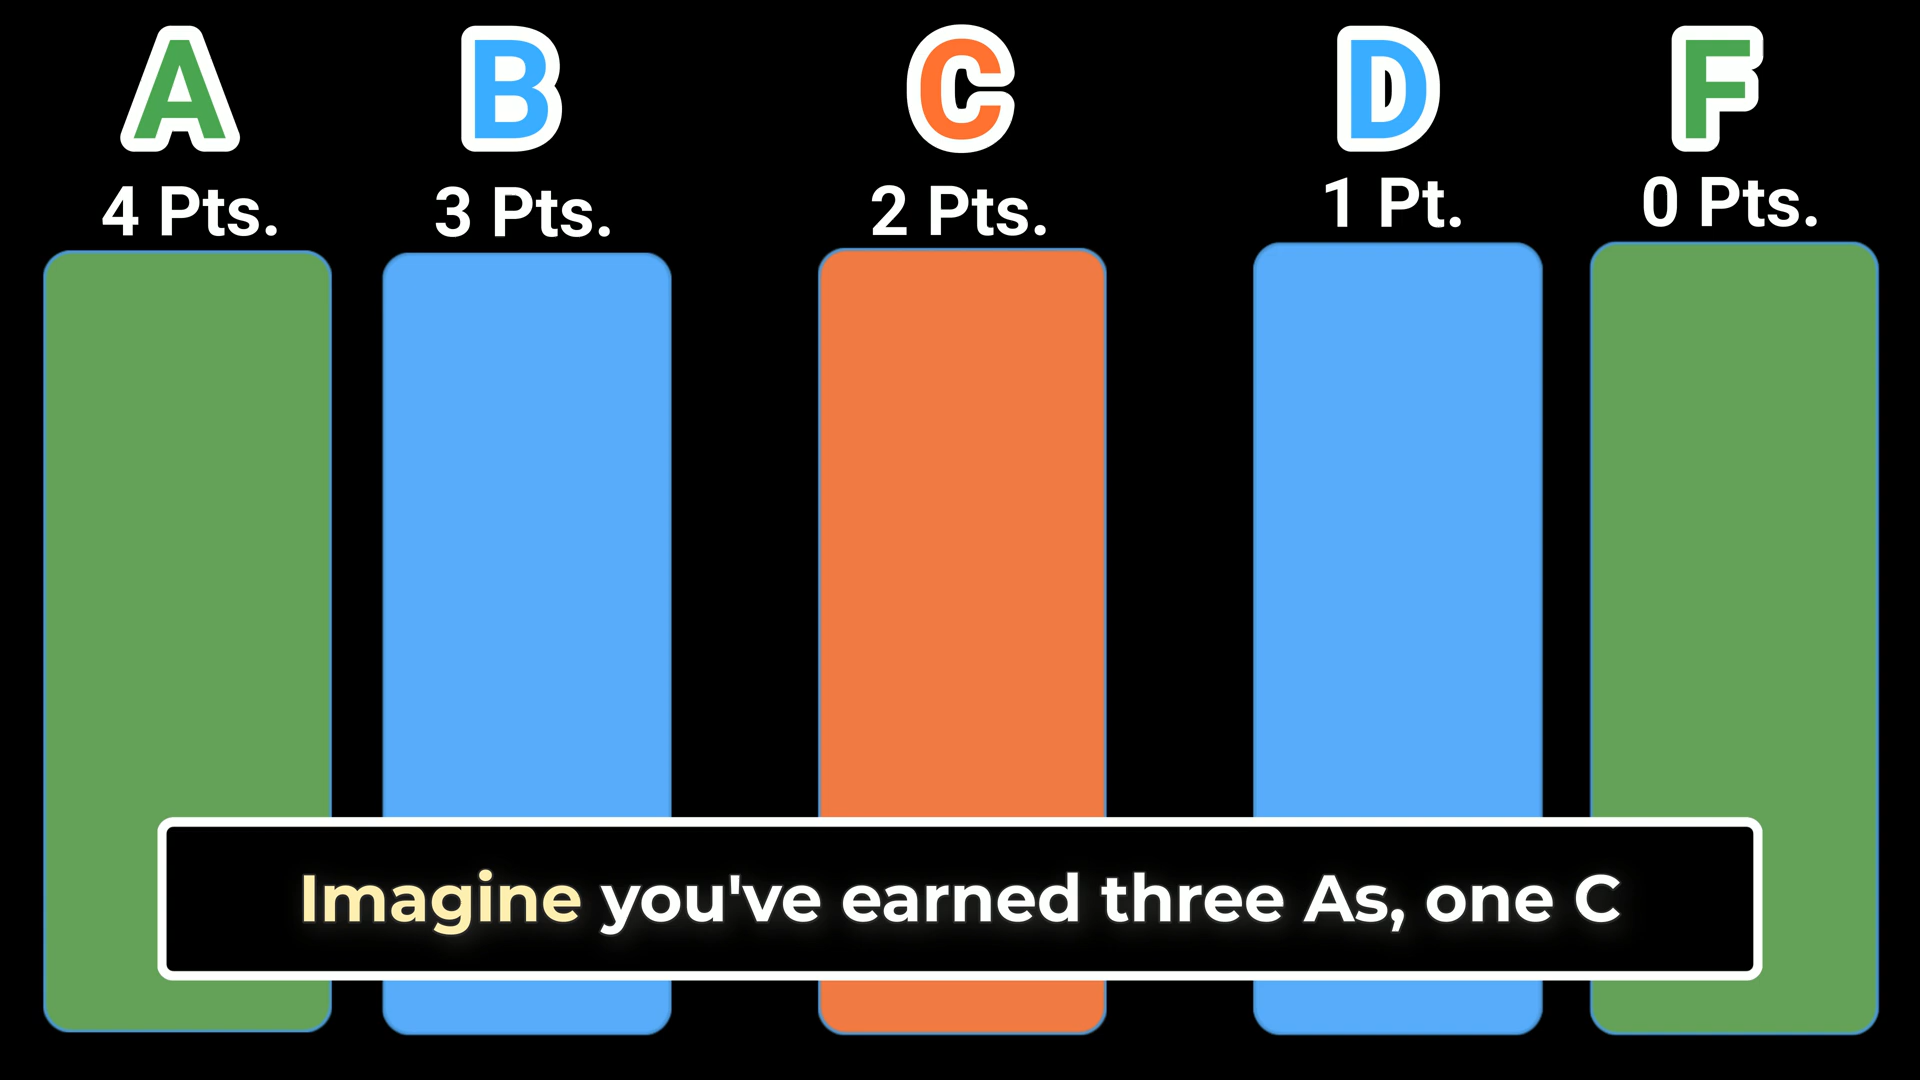 A B C D F
4 Pts. 3 Pts. 2 Pts. 1 Pt. 0 Pts.
Imagine you've earned three As, one C